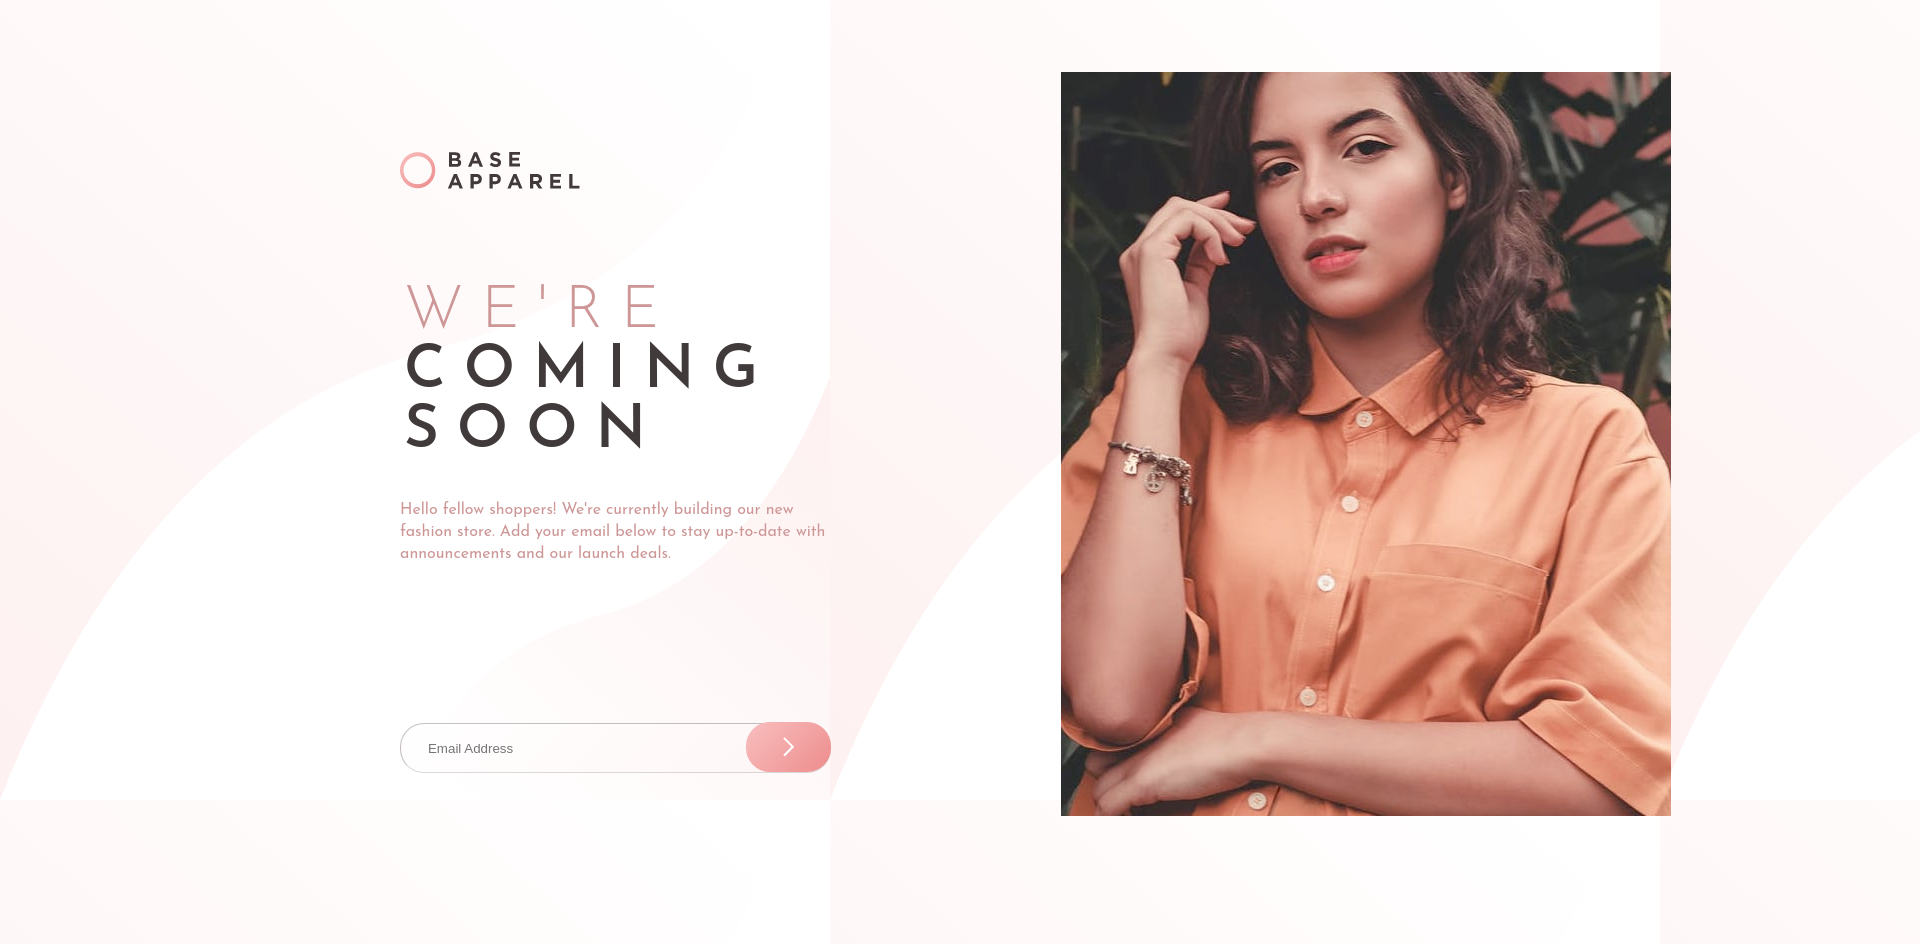 BASE
APPAREL
WE'RE
COMING
SOON
Hello fellow shoppers! We're currently building our new
fashion store. Add your email below to stay up-to-date with
announcements and our launch deals.
Email Address